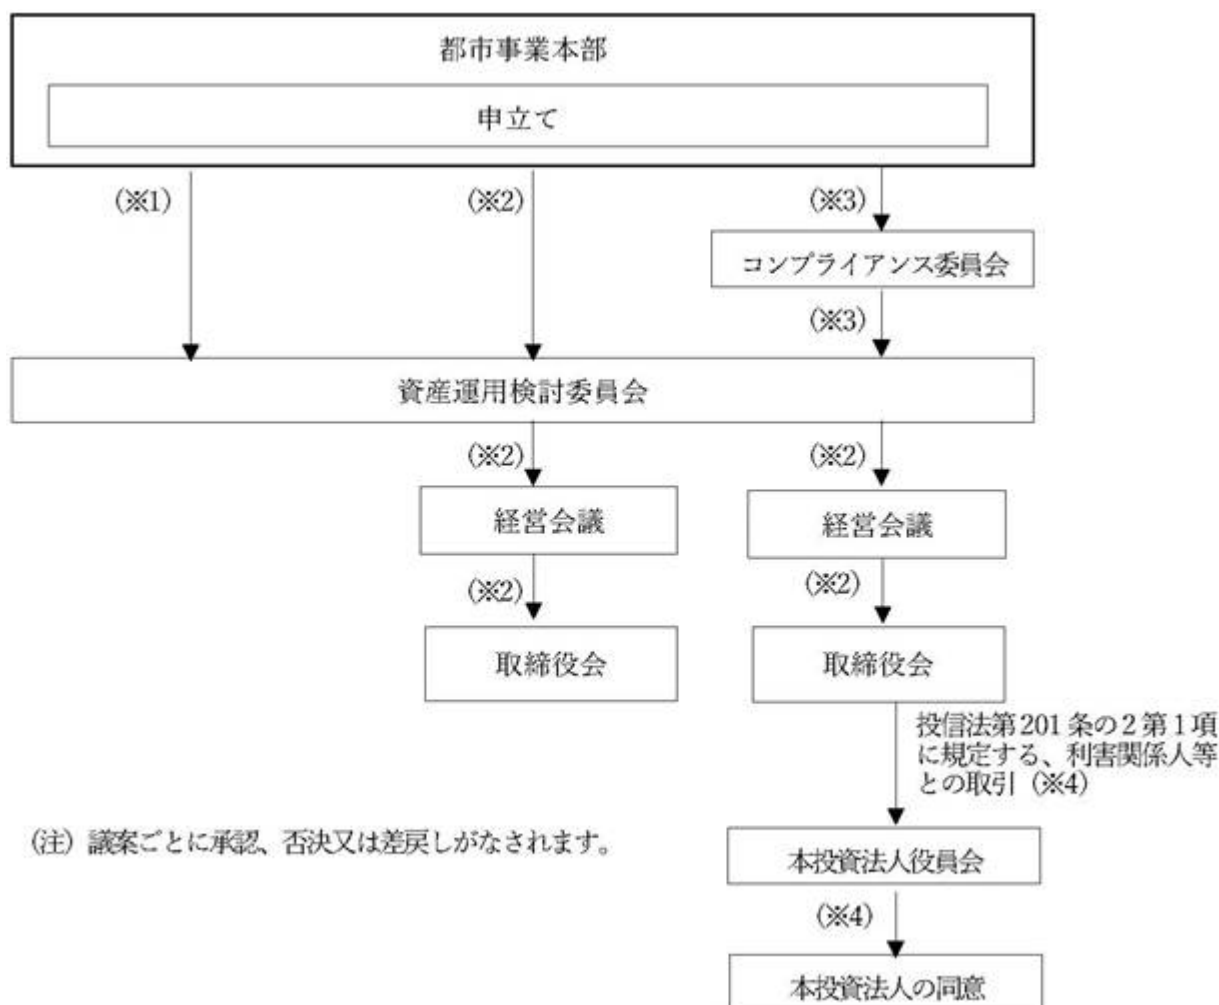 都市事業本部
申立て
(※1)
(※2)
(※3)
コンプライアンス委員会
(※3)
資産運用検討委員会
(※2)
(※2)
経営会議
経営会議
(※2)
(※2)
取締役会
取締役会
投信法第201条の2第1項
に規定する、利害関係人等
との取引（※4）
(注) 議案ごとに承認、否決又は差戻しがなされます。
本投資法人役員会
(※4)
本投資法人の同意